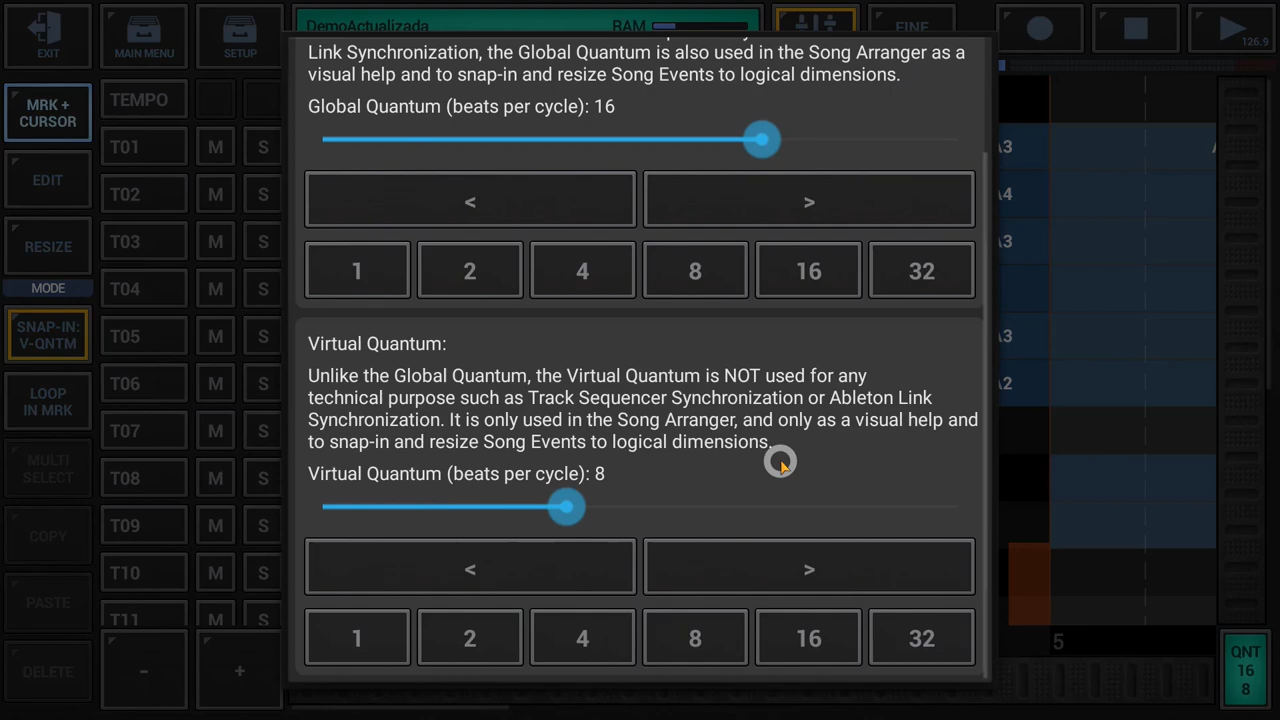 EXIT
MAIN MENU
SETUP
DemoActualizada
RAM
FINE
126.9
Link Synchronization, the Global Quantum is also used in the Song Arranger as a
visual help and to snap-in and resize Song Events to logical dimensions.
Global Quantum (beats per cycle): 16
<
>
1
2
4
8
16
32
Virtual Quantum:
Unlike the Global Quantum, the Virtual Quantum is NOT used for any
technical purpose such as Track Sequencer Synchronization or Ableton Link
Synchronization. It is only used in the Song Arranger, and only as a visual help and
to snap-in and resize Song Events to logical dimensions.
Virtual Quantum (beats per cycle): 8
<
>
1
2
4
8
16
32
MRK +
CURSOR
EDIT
RESIZE
MODE
SNAP-IN:
V-QNTM
LOOP
IN MRK
MULTI
SELECT
COPY
PASTE
DELETE
TEMPO
T01 M S
T02 M S
T03 M S
T04 M S
T05 M S
T06 M S
T07 M S
T08 M S
T09 M S
T10 M S
T11 M S
-
+
A3
A4
A3
A3
A2
5
QNT
16
8